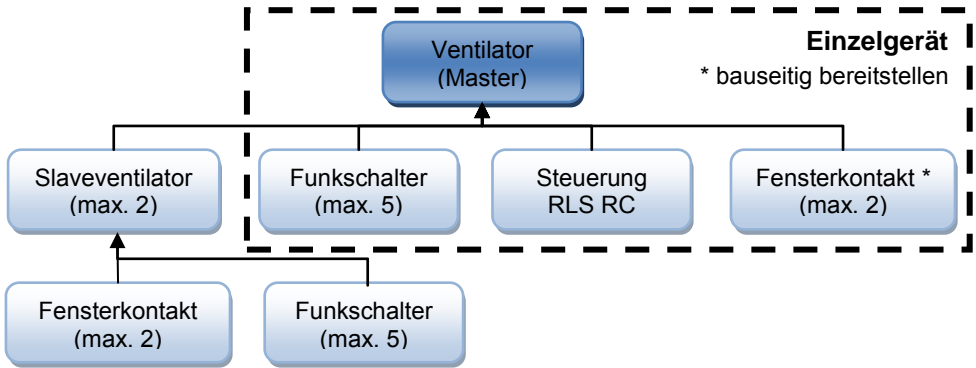 Einzelgerät
* bauseitig bereitstellen
Ventilator
(Master)
Slaveventilator
(max. 2)
Funkschalter
(max. 5)
Steuerung
RLS RC
Fensterkontakt *
(max. 2)
Fensterkontakt
(max. 2)
Funkschalter
(max. 5)